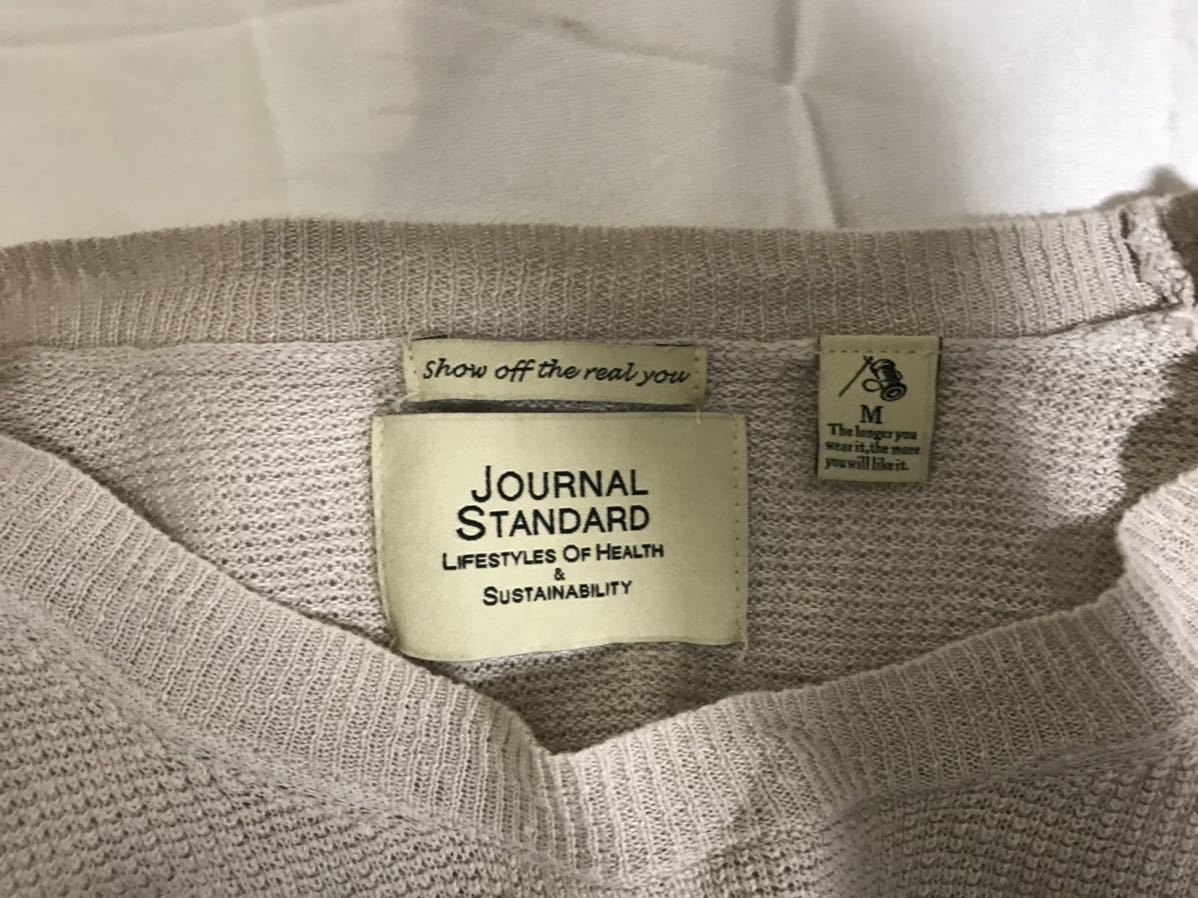 Show off the real you
JOURNAL
STANDARD
LIFESTYLES OF HEALTH
&
SUSTAINABILITY
M
The longer you
wear it, the more
you will like it.